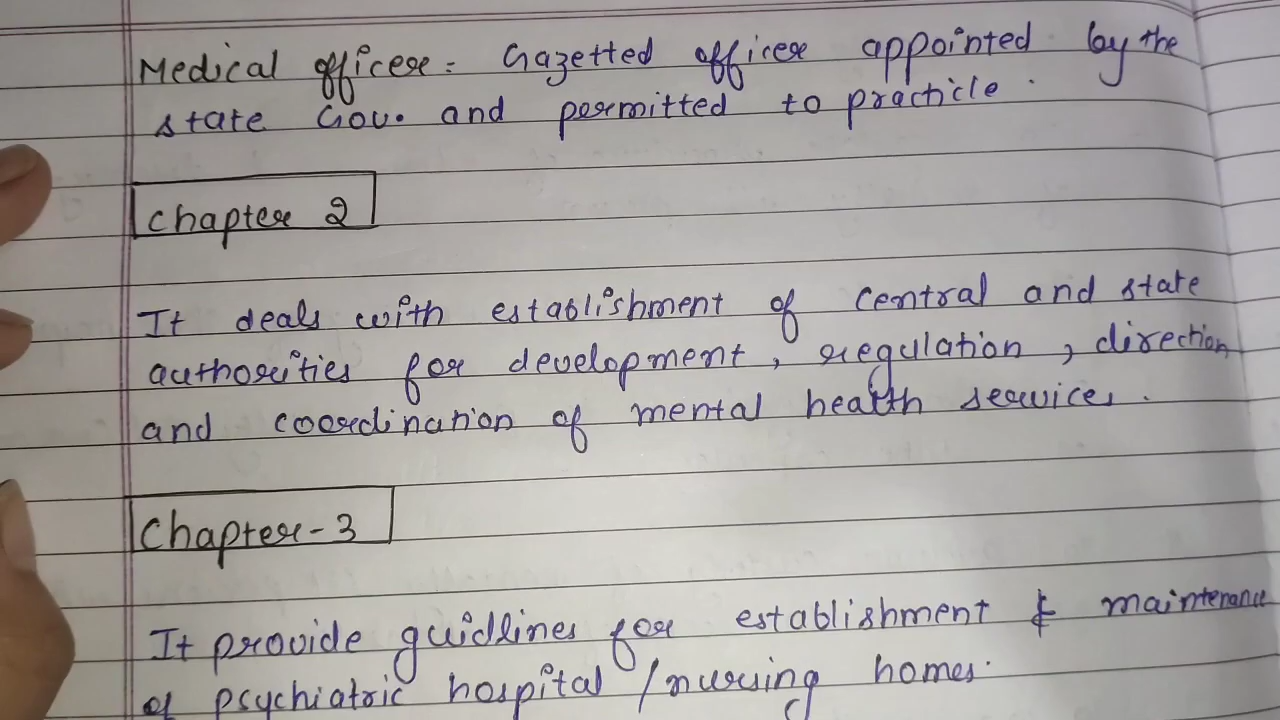 Medical officer = Gazetted officer appointed by the
state Gov. and permitted to practicle.
Chapter 2
It deals with establishment of central and state
authorities for development, regulation, direction
and coordination of mental health services.
Chapter-3
It provide guidlines for establishment & maintenance
of psychiatric hospital / nursing homes.